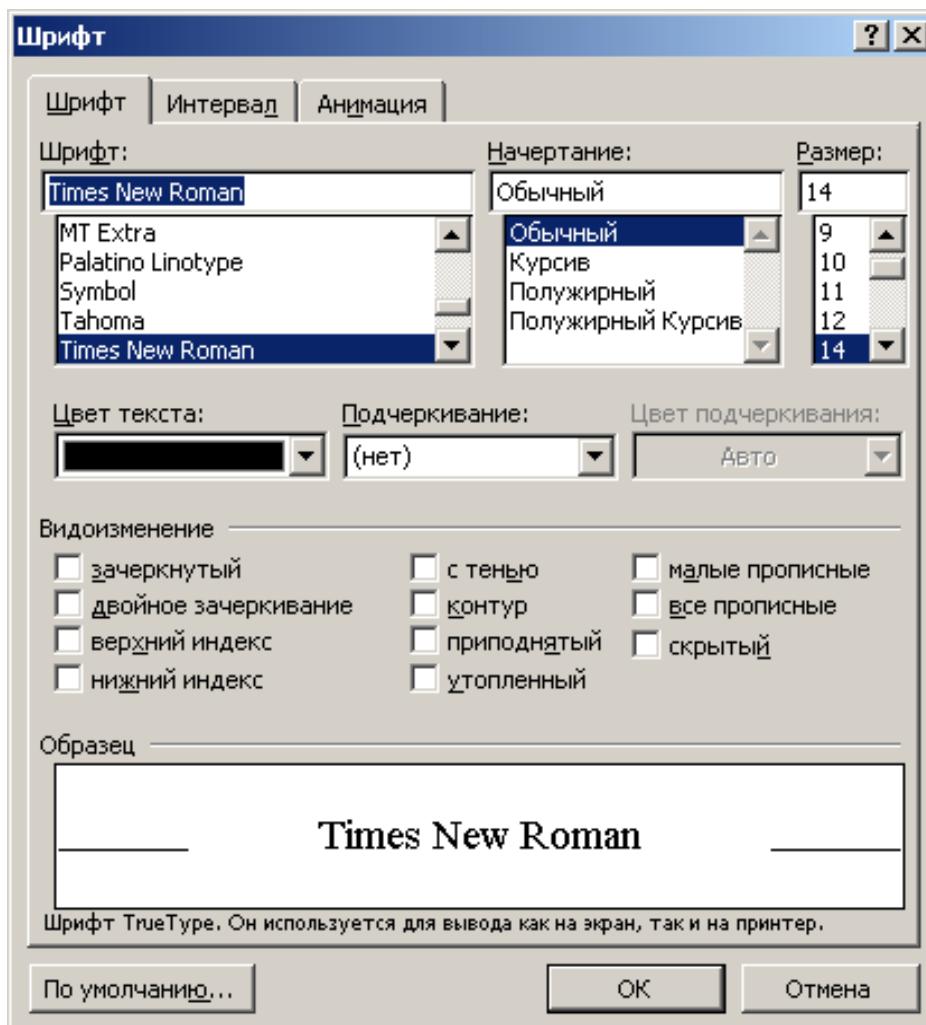 Шрифт
Шрифт Интервал Анимация
Шрифт: Начертание: Размер:
Times New Roman Обычный 14
MT Extra Обычный 9
Palatino Linotype Курсив 10
Symbol Полужирный 11
Tahoma Полужирный Курсив 12
Times New Roman 14
Цвет текста: Подчеркивание: Цвет подчеркивания:
(нет) Авто
Видоизменение
зачеркнутый с тенью малые прописные
двойное зачеркивание контур все прописные
верхний индекс приподнятый скрытый
нижний индекс утопленный
Образец
Times New Roman
Шрифт TrueType. Он используется для вывода как на экран, так и на принтер.
По умолчанию... ОК Отмена